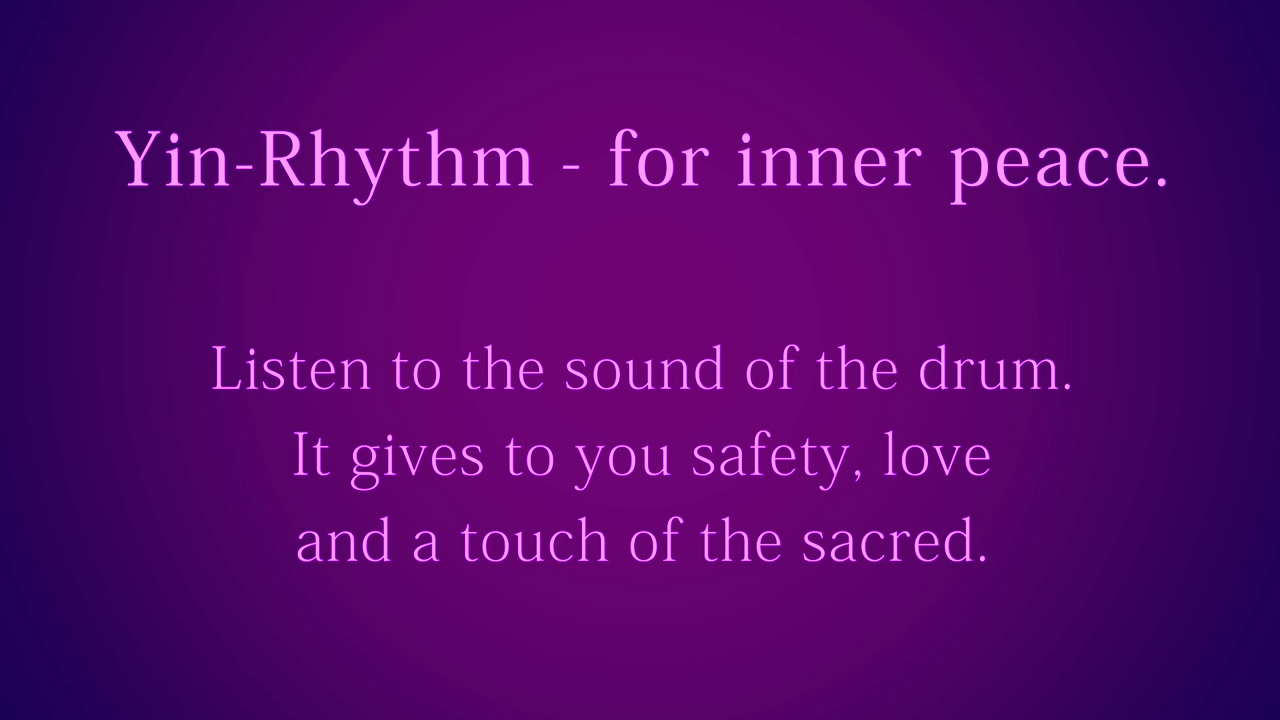 Yin-Rhythm - for inner peace.
Listen to the sound of the drum.
It gives to you safety, love
and a touch of the sacred.